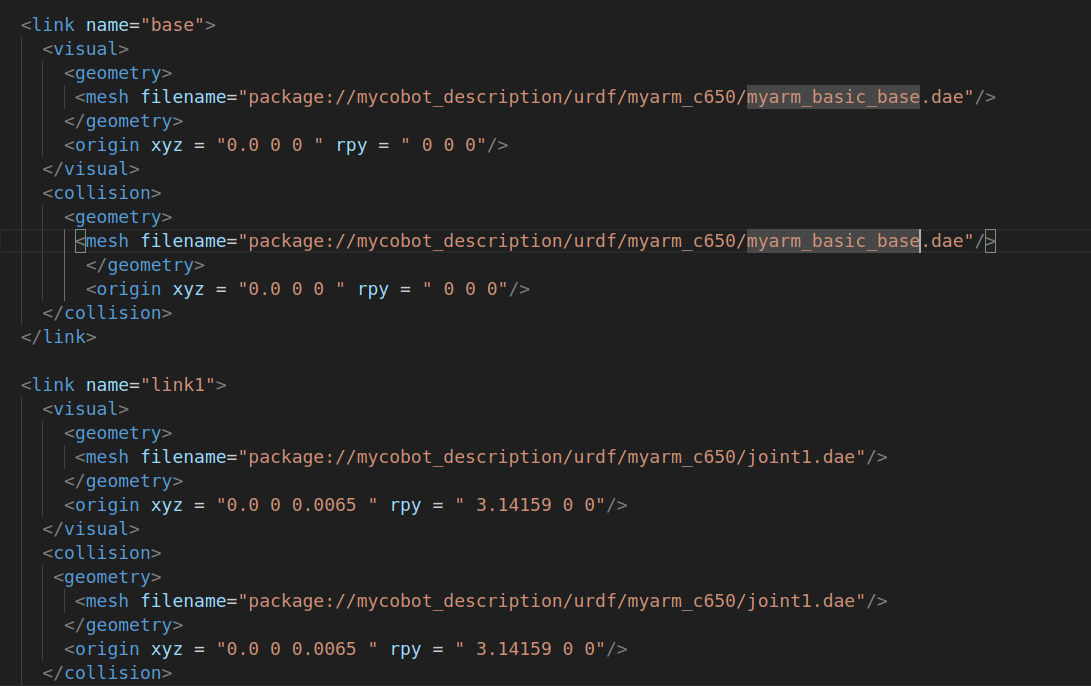 <link name="base">
  <visual>
    <geometry>
     <mesh filename="package://mycobot_description/urdf/myarm_c650/myarm_basic_base.dae"/>
    </geometry>
    <origin xyz = "0.0 0 0 " rpy = " 0 0 0"/>
  </visual>
  <collision>
    <geometry>
     <mesh filename="package://mycobot_description/urdf/myarm_c650/myarm_basic_base.dae"/>
      </geometry>
      <origin xyz = "0.0 0 0 " rpy = " 0 0 0"/>
  </collision>
</link>

<link name="link1">
  <visual>
    <geometry>
     <mesh filename="package://mycobot_description/urdf/myarm_c650/joint1.dae"/>
    </geometry>
    <origin xyz = "0.0 0 0.0065 " rpy = " 3.14159 0 0"/>
  </visual>
  <collision>
   <geometry>
     <mesh filename="package://mycobot_description/urdf/myarm_c650/joint1.dae"/>
    </geometry>
    <origin xyz = "0.0 0 0.0065 " rpy = " 3.14159 0 0"/>
  </collision>